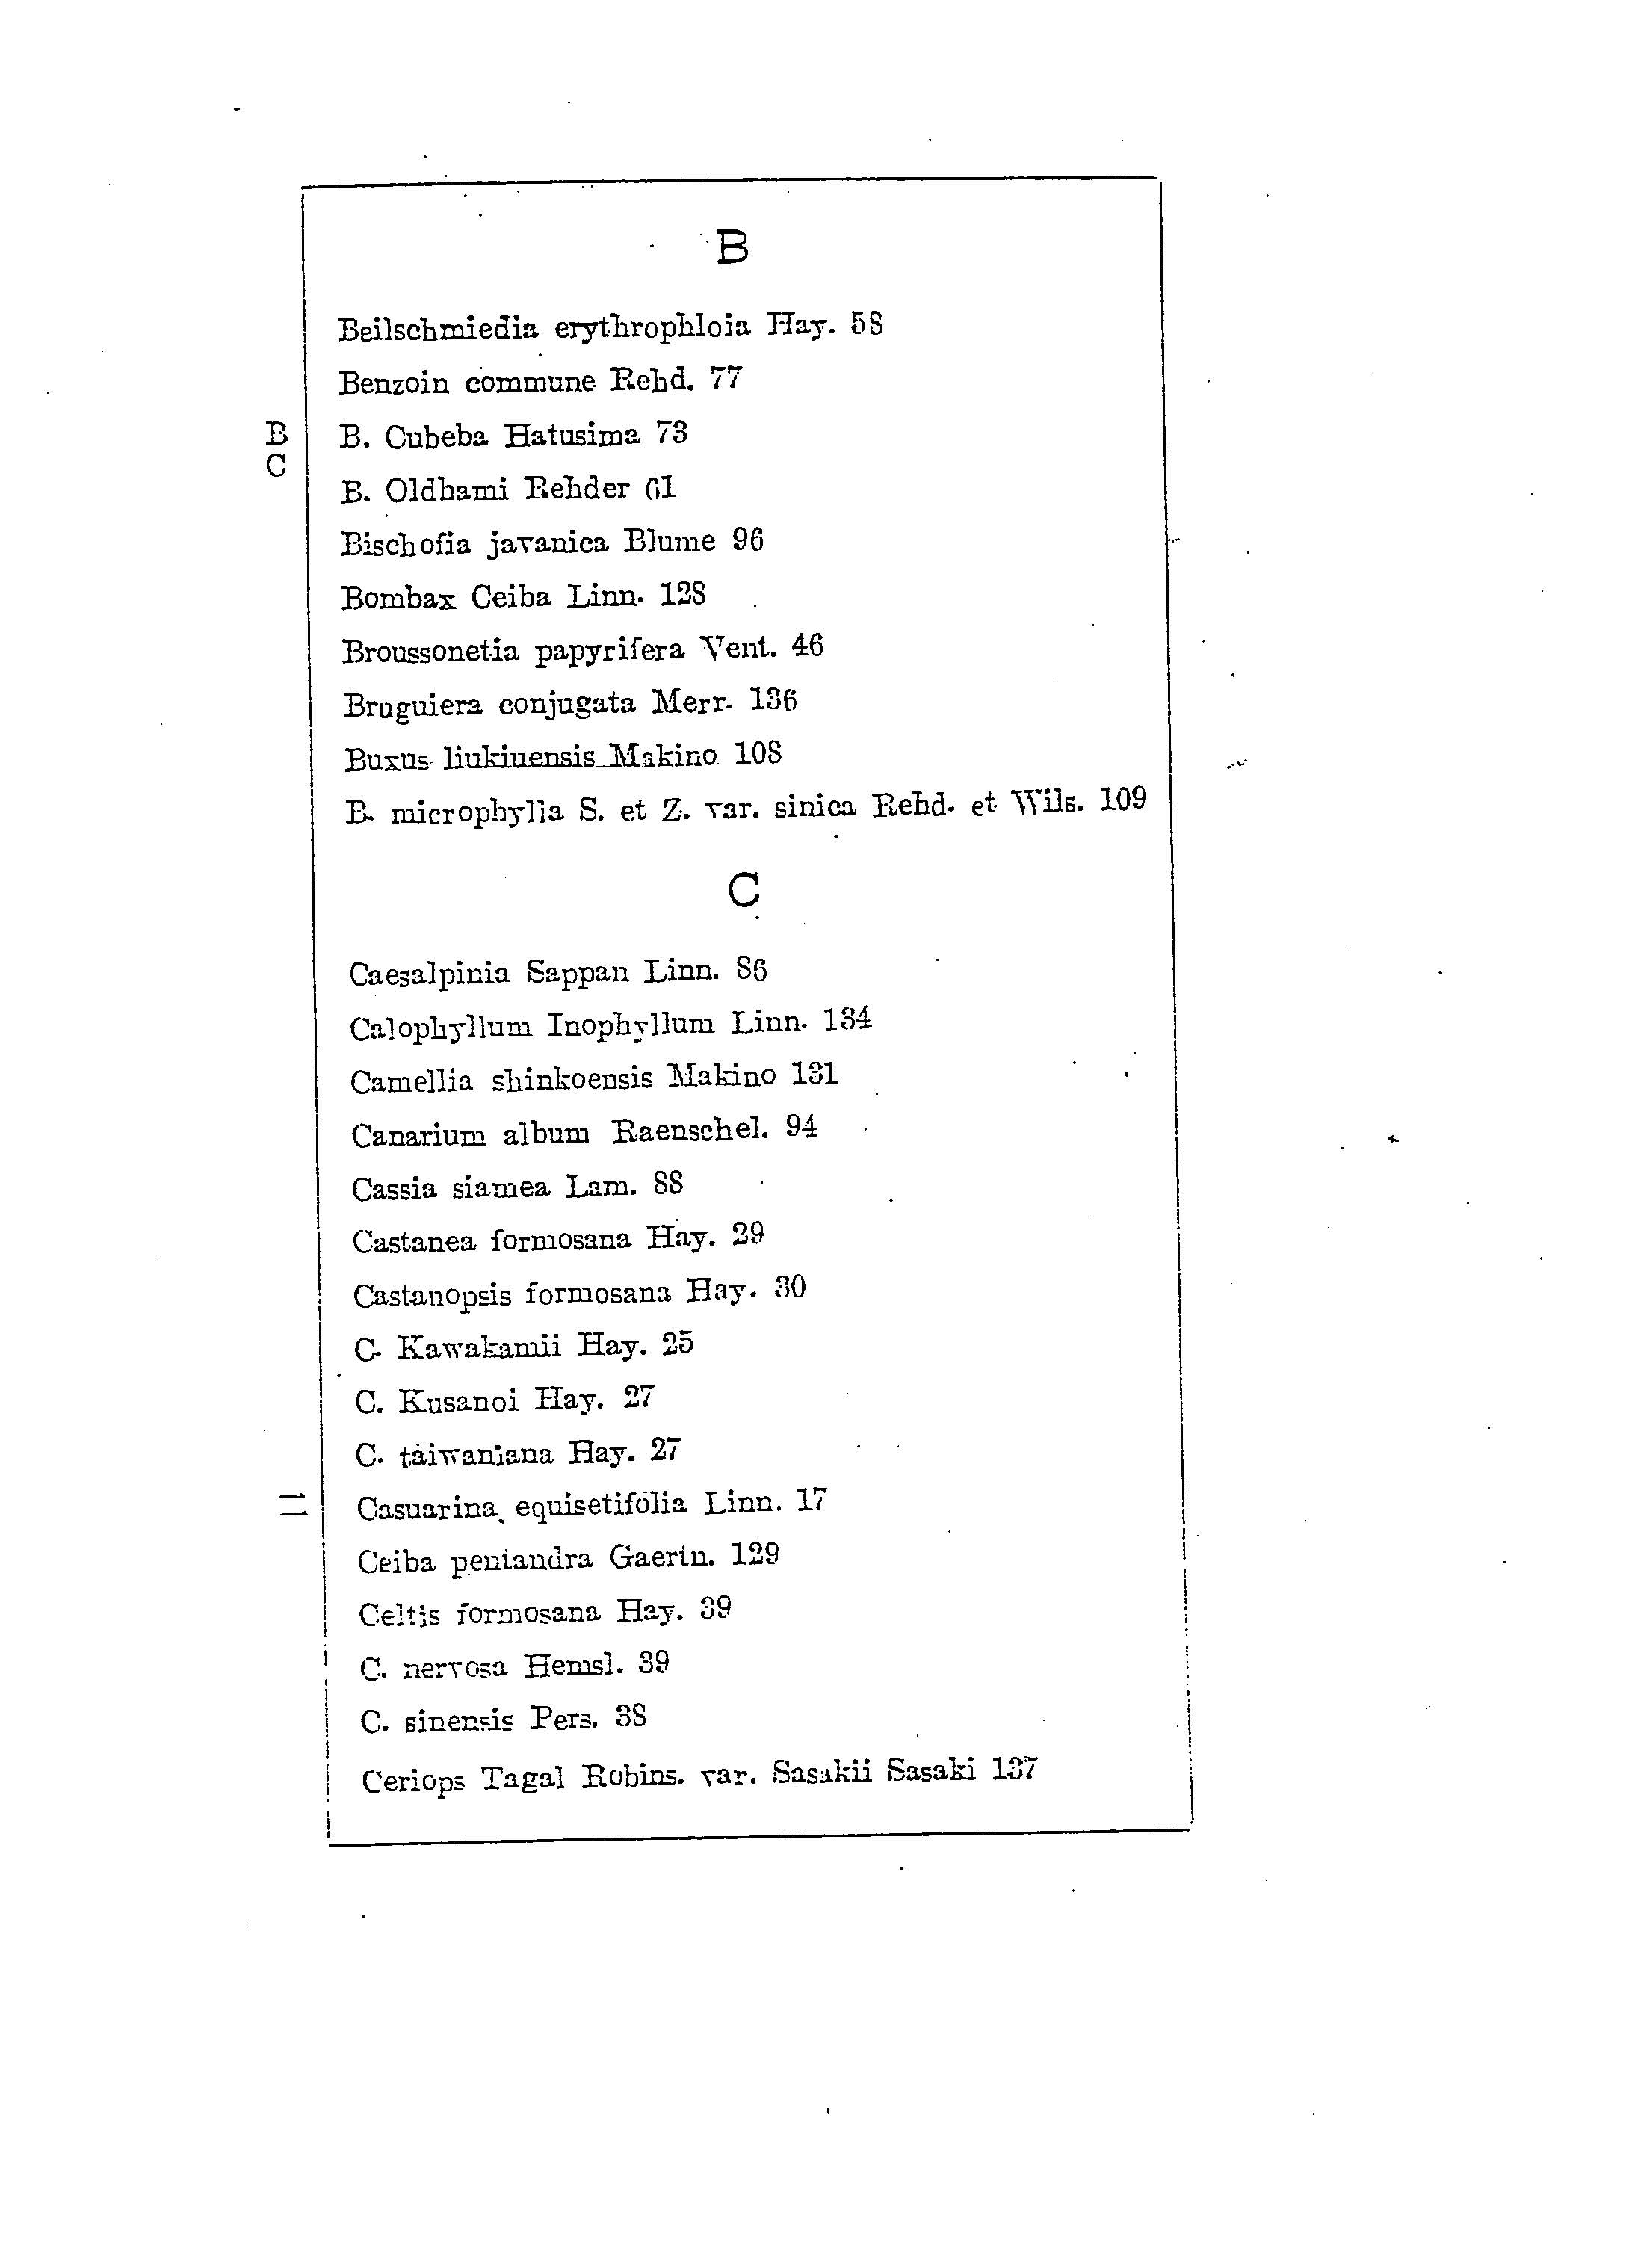 B
Beilschmiedia erythrophloia Hay. 58
Benzoin commune Rehd. 77
B. Cubeba Hatusima 73
B. Oldhami Rehder 61
Bischofia javanica Blume 96
Bombax Ceiba Linn. 128
Broussonetia papyrifera Vent. 46
Bruguiera conjugata Merr. 136
Buxus liukiuensis Makino 108
B. microphylla S. et Z. var. sinica Rehd. et Wils. 109
C
Caesalpinia Sappan Linn. 86
Calophyllum Inophyllum Linn. 134
Camellia shinkoensis Makino 131
Canarium album Raenschel. 94
Cassia siamea Lam. 88
Castanea formosana Hay. 29
Castanopsis formosana Hay. 30
C. Kawakamii Hay. 25
C. Kusanoi Hay. 27
C. taiwaniana Hay. 27
Casuarina equisetifolia Linn. 17
Ceiba pentandra Gaertn. 129
Celtis formosana Hay. 39
C. nervosa Hemsl. 39
C. sinensis Pers. 38
Ceriops Tagal Robins. var. Sasakii Sasaki 137
B
C
二